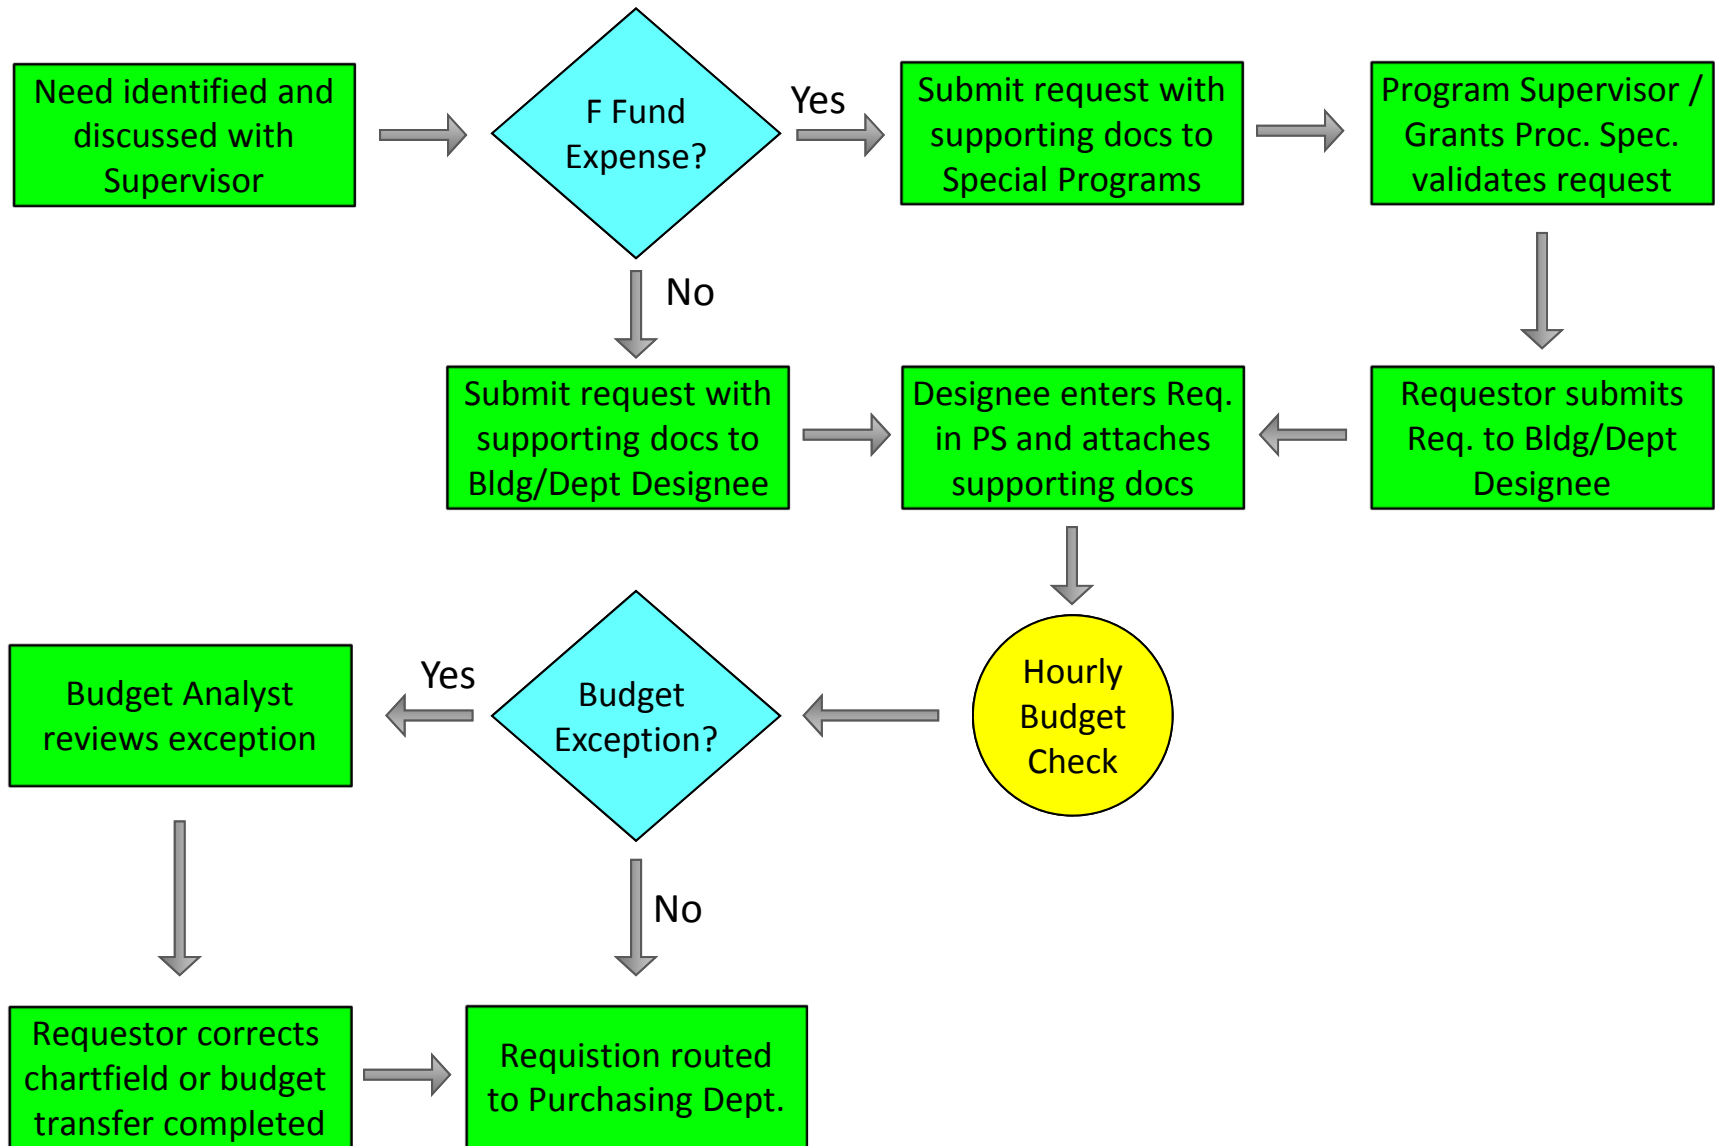 Need identified and
discussed with
Supervisor
F Fund
Expense?
Yes
Submit request with
supporting docs to
Special Programs
Program Supervisor /
Grants Proc. Spec.
validates request
No
Submit request with
supporting docs to
Bldg/Dept Designee
Designee enters Req.
in PS and attaches
supporting docs
Requestor submits
Req. to Bldg/Dept
Designee
Hourly
Budget
Check
Budget
Exception?
Yes
Budget Analyst
reviews exception
No
Requestor corrects
chartfield or budget
transfer completed
Requistion routed
to Purchasing Dept.